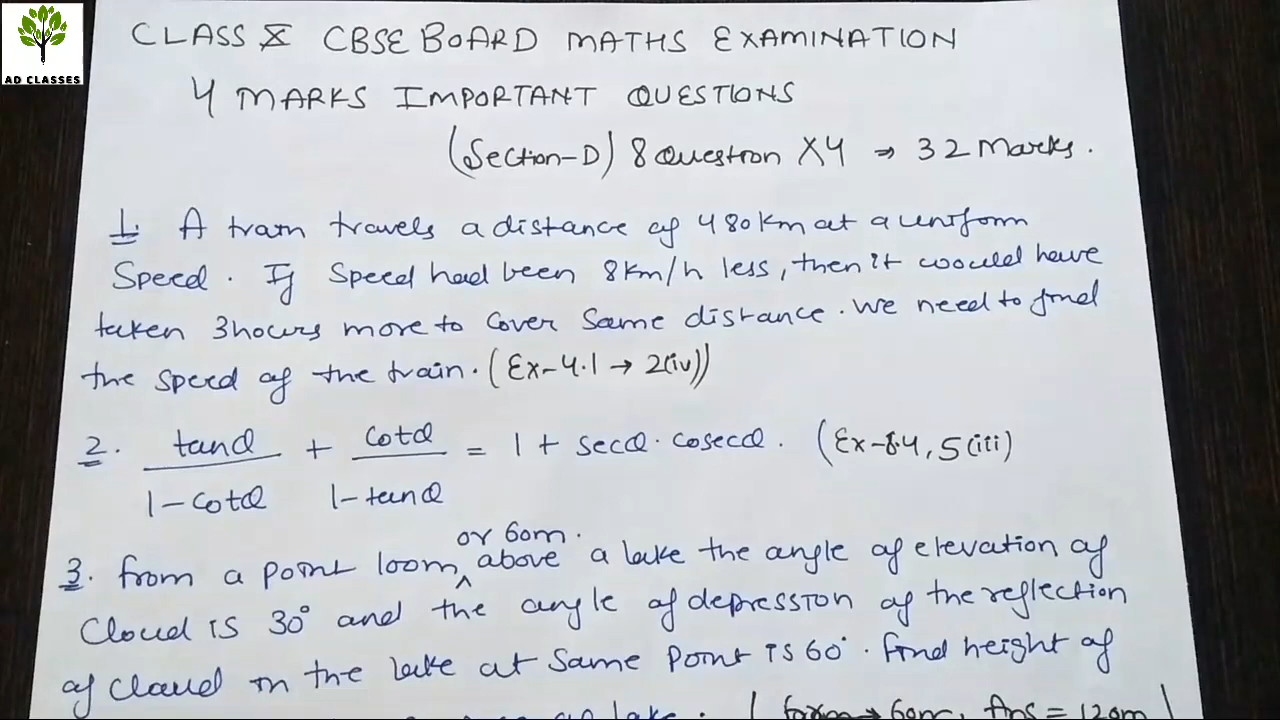 AD CLASSES
CLASS X CBSE BOARD MATHS EXAMINATION
4 MARKS IMPORTANT QUESTIONS
(Section-D) 8 Question X4 ⇒ 32 Marks.
1. A train travels a distance of 480km at a uniform
Speed. If Speed had been 8km/h less, then it woould have
taken 3hours more to Cover Same distance. We need to find
the speed of the train. (Ex-4.1 → 2(iv))
2. tanθ/1-cotθ + cotθ/1-tanθ = 1 + secθ.cosecθ. (Ex-8.4, 5(iii)
or 60m.
3. from a point 100m ^ above a lake the angle of elevation of
Cloud is 30° and the angle of depression of the reflection
of cloud in the lake at Same Point is 60°. find height of
lake. 60m, Ans = 120m